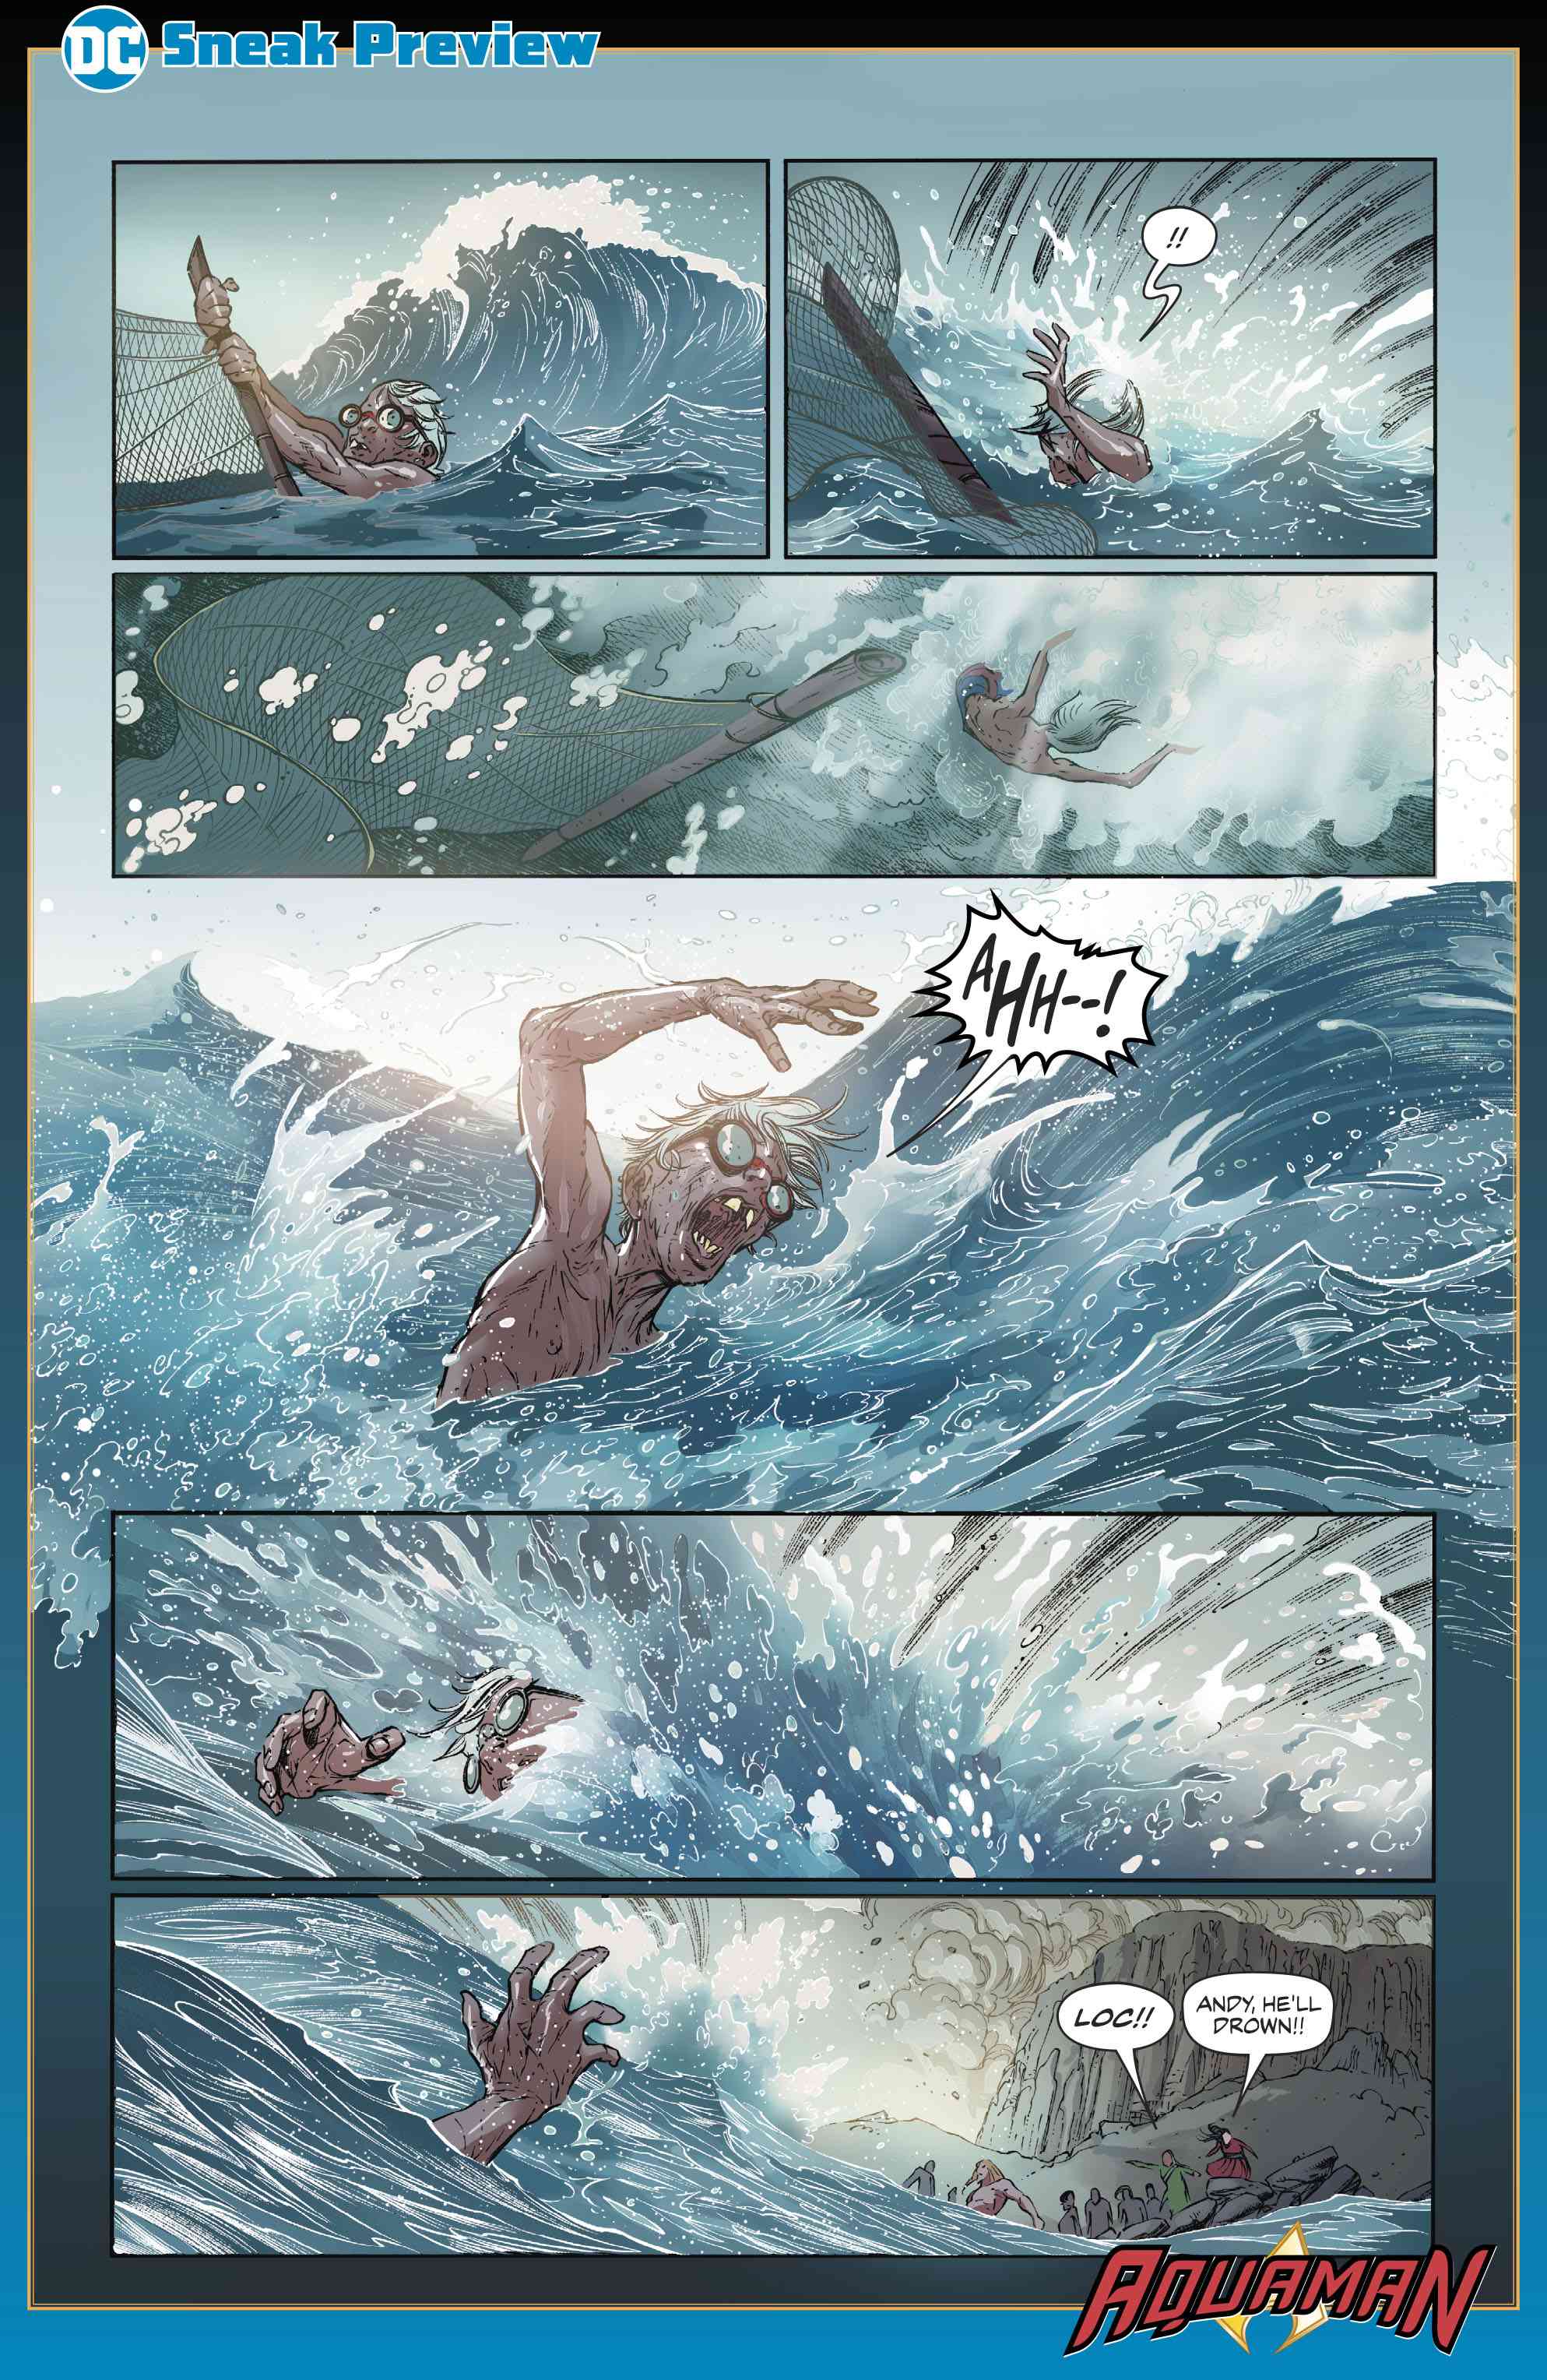 DC Sneak Preview
!!
AHH--!
LOC!!
ANDY, HE'LL
DROWN!!
AQUAMAN